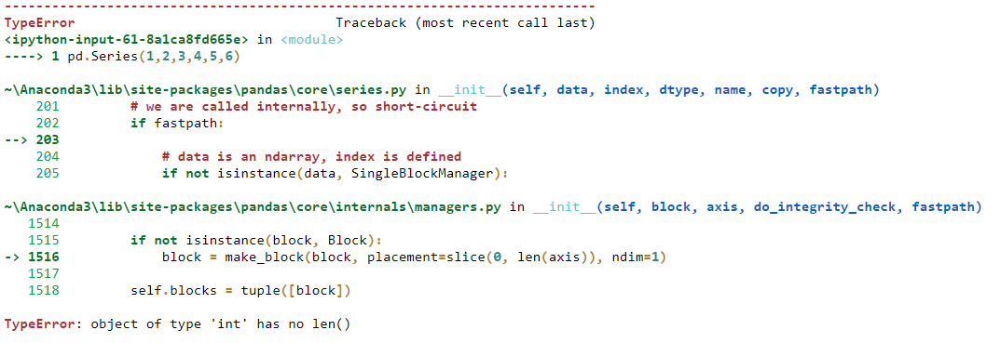 ---------------------------------------------------------------------------
TypeError                                 Traceback (most recent call last)
<ipython-input-61-8a1ca8fd665e> in <module>
----> 1 pd.Series(1,2,3,4,5,6)
~\Anaconda3\lib\site-packages\pandas\core\series.py in __init__(self, data, index, dtype, name, copy, fastpath)
    201         # we are called internally, so short-circuit
    202         if fastpath:
--> 203
    204             # data is an ndarray, index is defined
    205             if not isinstance(data, SingleBlockManager):
~\Anaconda3\lib\site-packages\pandas\core\internals\managers.py in __init__(self, block, axis, do_integrity_check, fastpath)
   1514
   1515         if not isinstance(block, Block):
-> 1516             block = make_block(block, placement=slice(0, len(axis)), ndim=1)
   1517
   1518         self.blocks = tuple([block])
TypeError: object of type 'int' has no len()